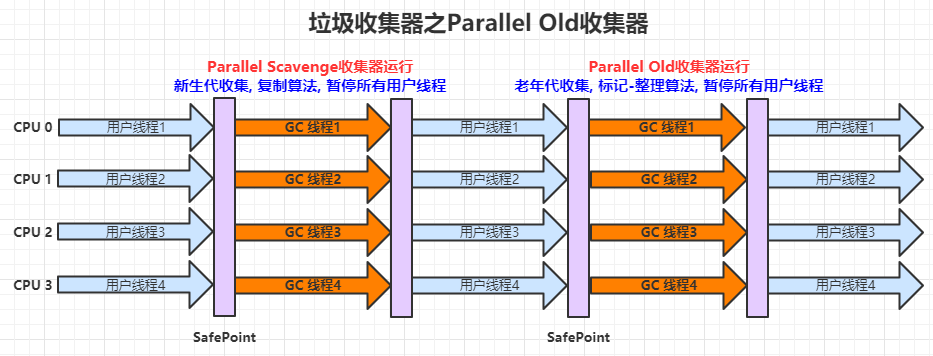 垃圾收集器之Parallel Old收集器
Parallel Scavenge收集器运行
新生代收集, 复制算法, 暂停所有用户线程
Parallel Old收集器运行
老年代收集, 标记-整理算法, 暂停所有用户线程
CPU 0 用户线程1 GC 线程1 用户线程1 GC 线程1 用户线程1
CPU 1 用户线程2 GC 线程2 用户线程2 GC 线程2 用户线程2
CPU 2 用户线程3 GC 线程3 用户线程3 GC 线程3 用户线程3
CPU 3 用户线程4 GC 线程4 用户线程4 GC 线程4 用户线程4
SafePoint SafePoint